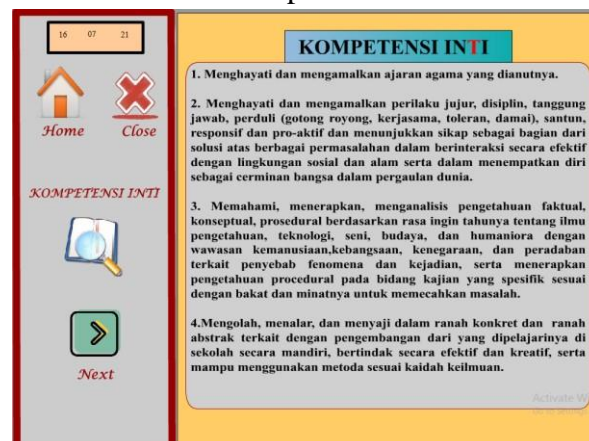 16 07 21
Home Close
KOMPETENSI INTI
Next
KOMPETENSI INTI
1. Menghayati dan mengamalkan ajaran agama yang dianutnya.
2. Menghayati dan mengamalkan perilaku jujur, disiplin, tanggung
jawab, perduli (gotong royong, kerjasama, toleran, damai), santun,
responsif dan pro-aktif dan menunjukkan sikap sebagai bagian dari
solusi atas berbagai permasalahan dalam berinteraksi secara efektif
dengan lingkungan sosial dan alam serta dalam menempatkan diri
sebagai cerminan bangsa dalam pergaulan dunia.
3. Memahami, menerapkan, menganalisis pengetahuan faktual,
konseptual, prosedural berdasarkan rasa ingin tahunya tentang ilmu
pengetahuan, teknologi, seni, budaya, dan humaniora dengan
wawasan kemanusiaan,kebangsaan, kenegaraan, dan peradaban
terkait penyebab fenomena dan kejadian, serta menerapkan
pengetahuan procedural pada bidang kajian yang spesifik sesuai
dengan bakat dan minatnya untuk memecahkan masalah.
4.Mengolah, menalar, dan menyaji dalam ranah konkret dan ranah
abstrak terkait dengan pengembangan dari yang dipelajarinya di
sekolah secara mandiri, bertindak secara efektif dan kreatif, serta
mampu menggunakan metoda sesuai kaidah keilmuan.
Activate W